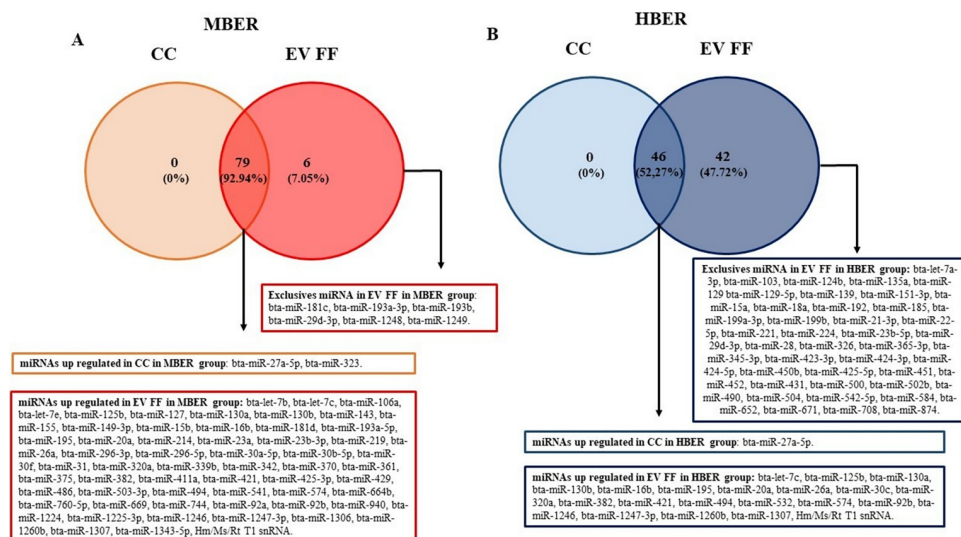 MBER
A
CC
EV FF
0
(0%)
79
(92.94%)
6
(7.05%)
Exclusives miRNA in EV FF in MBER group:
bta-miR-181c, bta-miR-193a-3p, bta-miR-193b,
bta-miR-29d-3p, bta-miR-1248, bta-miR-1249.
miRNAs up regulated in CC in MBER group: bta-miR-27a-5p, bta-miR-323.
miRNAs up regulated in EV FF in MBER group: bta-let-7b, bta-let-7c, bta-miR-106a,
bta-let-7e, bta-miR-125b, bta-miR-127, bta-miR-130a, bta-miR-130b, bta-miR-143, bta-
miR-155, bta-miR-149-3p, bta-miR-15b, bta-miR-16b, bta-miR-181d, bta-miR-193a-5p,
bta-miR-195, bta-miR-20a, bta-miR-214, bta-miR-23a, bta-miR-23b-3p, bta-miR-219, bta-
miR-26a, bta-miR-296-3p, bta-miR-296-5p, bta-miR-30a-5p, bta-miR-30b-5p, bta-miR-
30f, bta-miR-31, bta-miR-320a, bta-miR-339b, bta-miR-342, bta-miR-370, bta-miR-361,
bta-miR-375, bta-miR-382, bta-miR-411a, bta-miR-421, bta-miR-425-3p, bta-miR-429,
bta-miR-486, bta-miR-503-3p, bta-miR-494, bta-miR-541, bta-miR-574, bta-miR-664b,
bta-miR-760-5p, bta-miR-669, bta-miR-744, bta-miR-92a, bta-miR-92b, bta-miR-940, bta-
miR-1224, bta-miR-1225-3p, bta-miR-1246, bta-miR-1247-3p, bta-miR-1306, bta-miR-
1260b, bta-miR-1307, bta-miR-1343-5p, Hm/Ms/Rt T1 snRNA.
HBER
B
CC
EV FF
0
(0%)
46
(52,27%)
42
(47.72%)
Exclusives miRNA in EV FF in HBER group: bta-let-7a-
3p, bta-miR-103, bta-miR-124b, bta-miR-135a, bta-miR-
129 bta-miR-129-5p, bta-miR-139, bta-miR-151-3p, bta-
miR-15a, bta-miR-18a, bta-miR-192, bta-miR-185, bta-
miR-199a-3p, bta-miR-199b, bta-miR-21-3p, bta-miR-22-
5p, bta-miR-221, bta-miR-224, bta-miR-23b-5p, bta-miR-
29d-3p, bta-miR-28, bta-miR-326, bta-miR-365-3p, bta-
miR-345-3p, bta-miR-423-3p, bta-miR-424-3p, bta-miR-
424-5p, bta-miR-450b, bta-miR-425-5p, bta-miR-451, bta-
miR-452, bta-miR-431, bta-miR-500, bta-miR-502b, bta-
miR-490, bta-miR-504, bta-miR-542-5p, bta-miR-584, bta-
miR-652, bta-miR-671, bta-miR-708, bta-miR-874.
miRNAs up regulated in CC in HBER group: bta-miR-27a-5p.
miRNAs up regulated in EV FF in HBER group: bta-let-7c, bta-miR-125b, bta-miR-130a,
bta-miR-130b, bta-miR-16b, bta-miR-195, bta-miR-20a, bta-miR-26a, bta-miR-30c, bta-miR-
320a, bta-miR-382, bta-miR-421, bta-miR-494, bta-miR-532, bta-miR-574, bta-miR-92b, bta-
miR-1246, bta-miR-1247-3p, bta-miR-1260b, bta-miR-1307, Hm/Ms/Rt T1 snRNA.